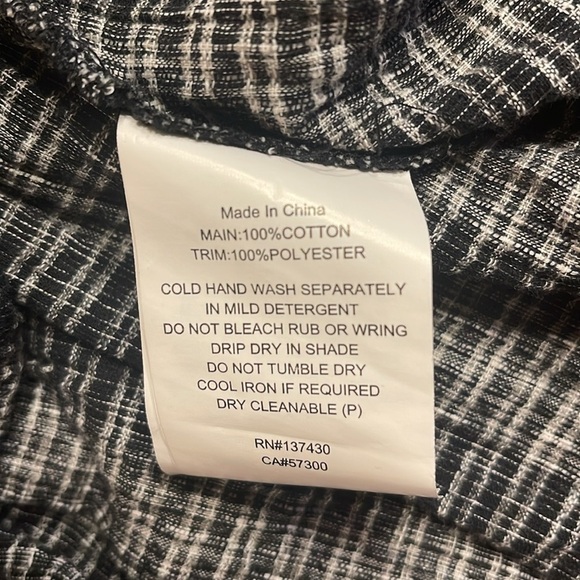 Made In China
MAIN:100%COTTON
TRIM:100%POLYESTER
COLD HAND WASH SEPARATELY
IN MILD DETERGENT
DO NOT BLEACH RUB OR WRING
DRIP DRY IN SHADE
DO NOT TUMBLE DRY
COOL IRON IF REQUIRED
DRY CLEANABLE (P)
RN#137430
CA#57300